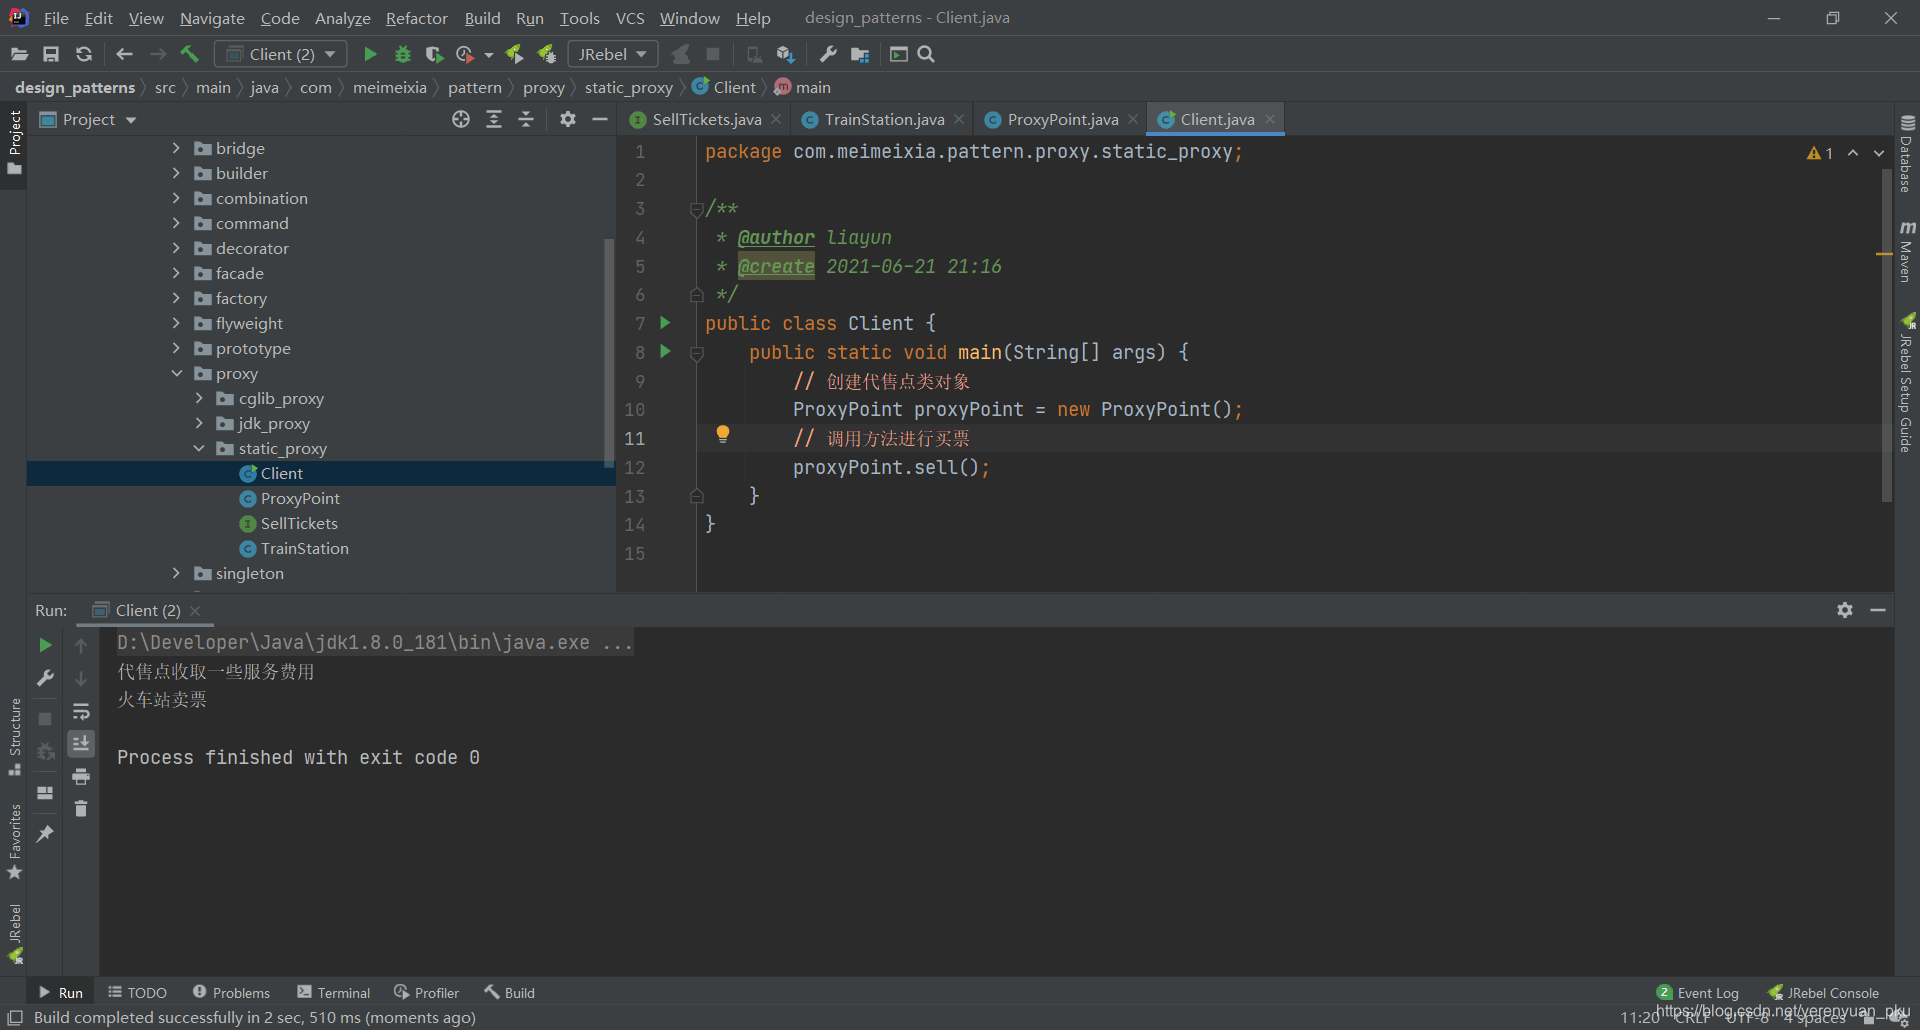 File Edit View Navigate Code Analyze Refactor Build Run Tools VCS Window Help design_patterns - Client.java
Client (2) JRebel
design_patterns src main java com meimeixia pattern proxy static_proxy Client main
Project
Project
SellTickets.java TrainStation.java ProxyPoint.java Client.java
bridge
builder
combination
command
decorator
facade
factory
flyweight
prototype
proxy
cglib_proxy
jdk_proxy
static_proxy
Client
ProxyPoint
SellTickets
TrainStation
singleton
1 package com.meimeixia.pattern.proxy.static_proxy;
2
3 /**
4 * @author liayun
5 * @create 2021-06-21 21:16
6 */
7 public class Client {
8 public static void main(String[] args) {
9 // 创建代售点类对象
10 ProxyPoint proxyPoint = new ProxyPoint();
11 // 调用方法进行买票
12 proxyPoint.sell();
13 }
14 }
15
1
Database
Maven
JRebel Setup Guide
Run: Client (2)
D:\Developer\Java\jdk1.8.0_181\bin\java.exe ...
代售点收取一些服务费用
火车站卖票
Process finished with exit code 0
Structure
Favorites
JRebel
Run TODO Problems Terminal Profiler Build 2 Event Log JRebel Console
Build completed successfully in 2 sec, 510 ms (moments ago) 11:20 CRLF UTF-8 4 spaces
https://blog.csdn.net/yerenyuan_pku